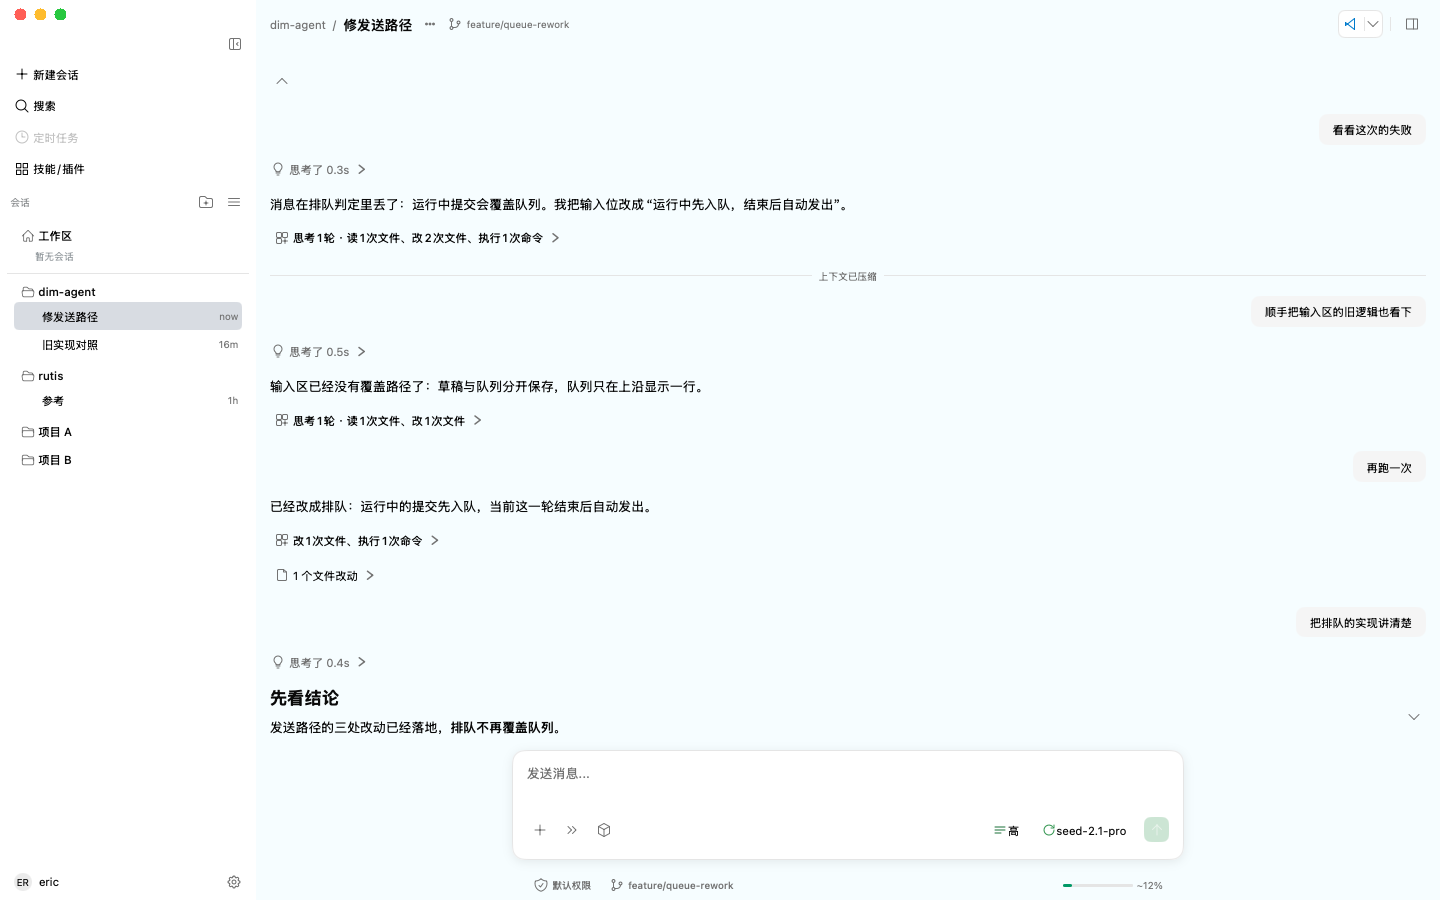 dim-agent / 修发送路径 ··· feature/queue-rework
新建会话
搜索
定时任务
技能/插件
会话
工作区
暂无会话
dim-agent
修发送路径 now
旧实现对照 16m
rutis
参考 1h
项目 A
项目 B
ER eric
看看这次的失败
思考了 0.3s
消息在排队判定里丢了：运行中提交会覆盖队列。我把输入位改成 “运行中先入队，结束后自动发出”。
思考1轮 · 读1次文件、改2次文件、执行1次命令
上下文已压缩
顺手把输入区的旧逻辑也看下
思考了 0.5s
输入区已经没有覆盖路径了：草稿与队列分开保存，队列只在上沿显示一行。
思考1轮 · 读1次文件、改1次文件
再跑一次
已经改成排队：运行中的提交先入队，当前这一轮结束后自动发出。
改1次文件、执行1次命令
1 个文件改动
把排队的实现讲清楚
思考了 0.4s
先看结论
发送路径的三处改动已经落地，排队不再覆盖队列。
发送消息...
高 seed-2.1-pro
默认权限 feature/queue-rework ~12%